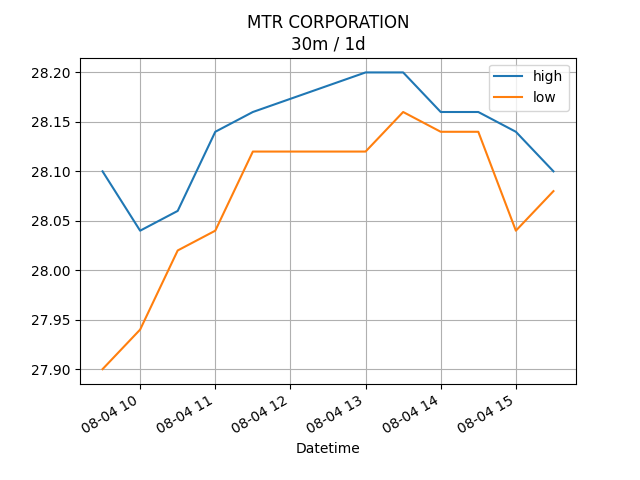 MTR CORPORATION
30m / 1d
28.20
28.15
28.10
28.05
28.00
27.95
27.90
high
low
08-04 10
08-04 11
08-04 12
08-04 13
08-04 14
08-04 15
Datetime